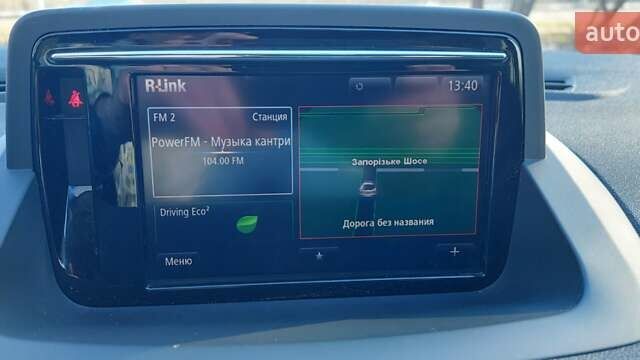 auto
R-Link
13:40
FM 2
Станция
PowerFM - Музыка кантри
104.00 FM
Запорізьке Шосе
Driving Eco²
Дорога без названия
Меню